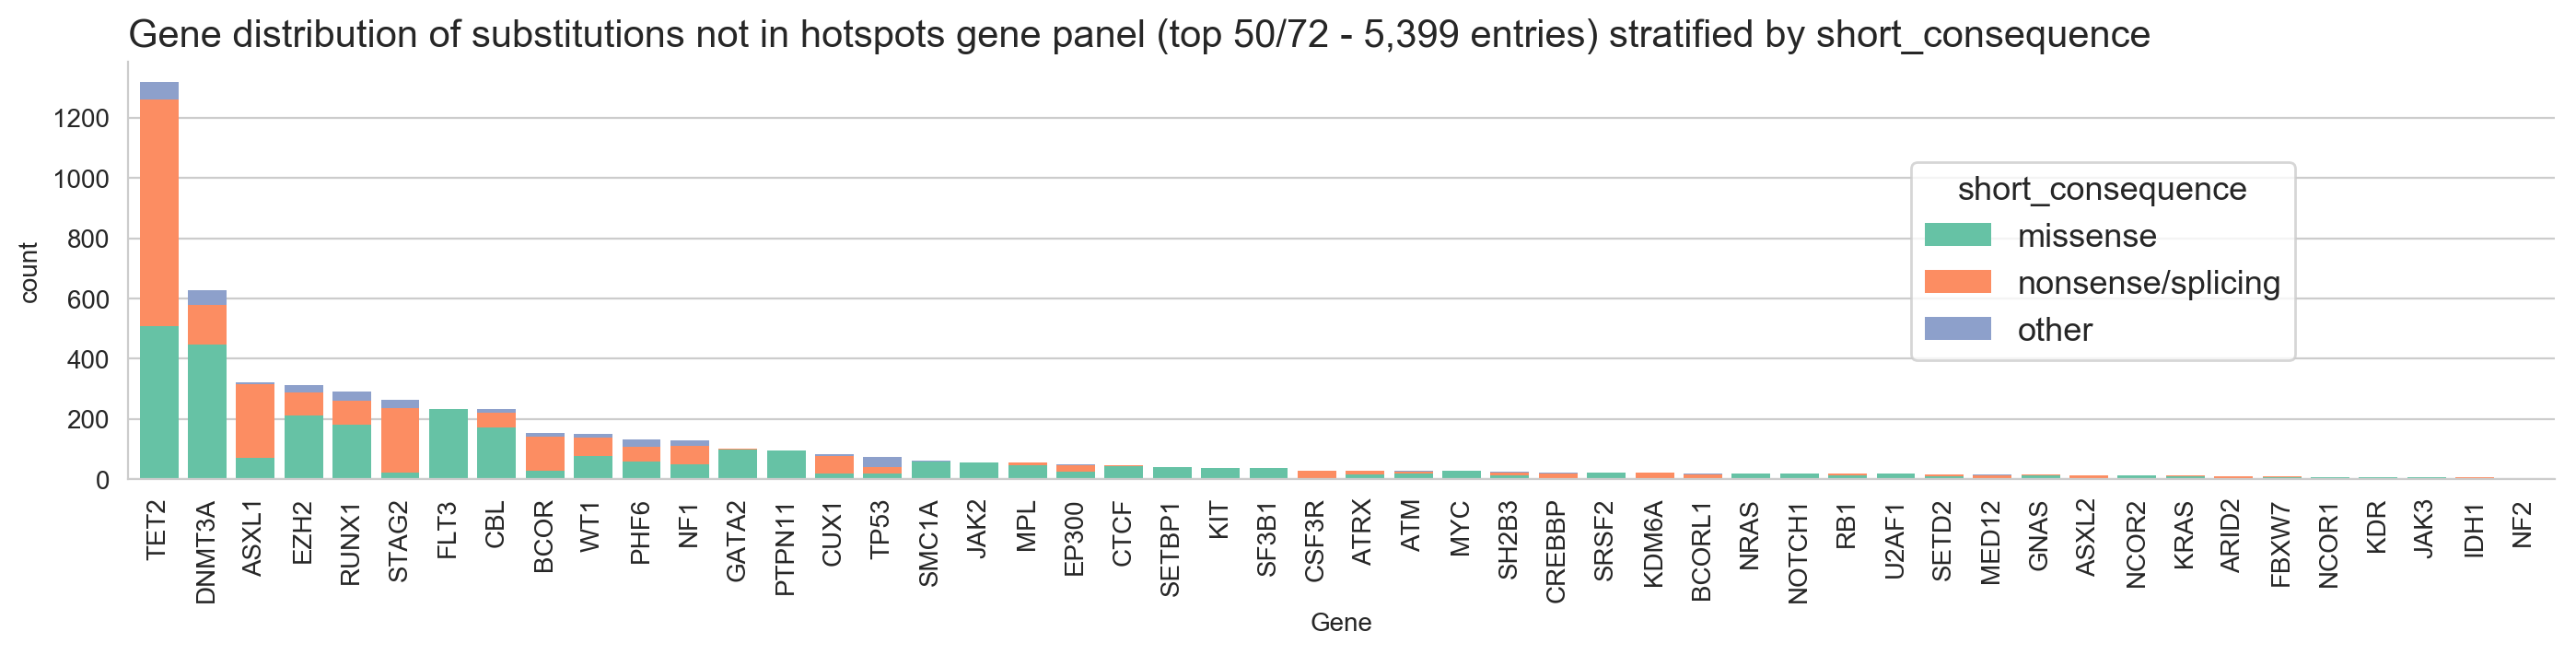 Gene distribution of substitutions not in hotspots gene panel (top 50/72 - 5,399 entries) stratified by short_consequence
count
1200
1000
800
600
400
200
0
short_consequence
missense
nonsense/splicing
other
TET2
DNMT3A
ASXL1
EZH2
RUNX1
STAG2
FLT3
CBL
BCOR
WT1
PHF6
NF1
GATA2
PTPN11
CUX1
TP53
SMC1A
JAK2
MPL
EP300
CTCF
SETBP1
KIT
SF3B1
CSF3R
ATRX
ATM
MYC
SH2B3
CREBBP
SRSF2
KDM6A
BCORL1
NRAS
NOTCH1
RB1
U2AF1
SETD2
MED12
GNAS
ASXL2
NCOR2
KRAS
ARID2
FBXW7
NCOR1
KDR
JAK3
IDH1
NF2
Gene